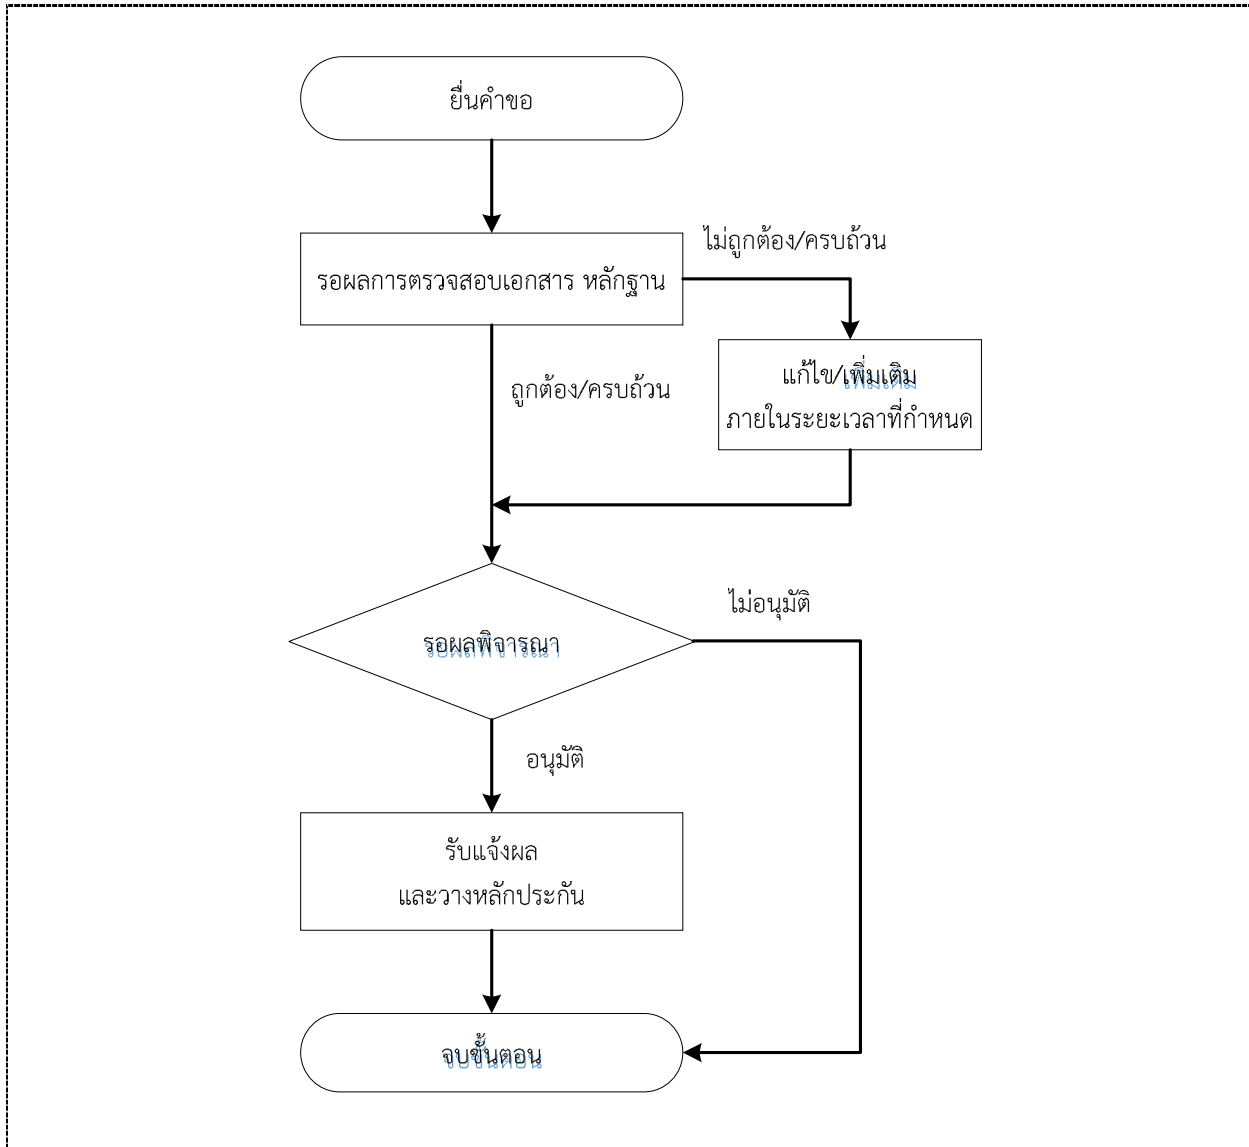 ยื่นคำขอ
ไม่ถูกต้อง/ครบถ้วน
รอผลการตรวจสอบเอกสาร หลักฐาน
แก้ไข/เพิ่มเติม
ภายในระยะเวลาที่กำหนด
ถูกต้อง/ครบถ้วน
ไม่อนุมัติ
รอผลพิจารณา
อนุมัติ
รับแจ้งผล
และวางหลักประกัน
จบขั้นตอน